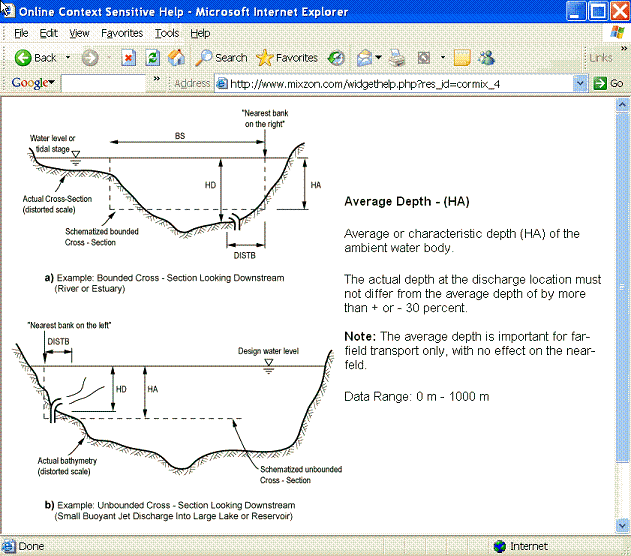 Online Context Sensitive Help - Microsoft Internet Explorer
File Edit View Favorites Tools Help
Back Search Favorites » Links »
Google » Address http://www.mixzon.com/widgethelp.php?res_id=cormix_4 Go
"Nearest bank
on the right"
Water level or
tidal stage
BS
HD
HA
Actual Cross-Section
(distorted scale)
Schematized bounded
Cross - Section
DISTB
a) Example: Bounded Cross - Section Looking Downstream
(River or Estuary)
"Nearest bank on the left"
DISTB
Design water level
HD
HA
Actual bathymetry
(distorted scale)
Schematized unbounded
Cross - Section
b) Example: Unbounded Cross - Section Looking Downstream
(Small Buoyant Jet Discharge Into Large Lake or Reservoir)
Average Depth - (HA)
Average or characteristic depth (HA) of the
ambient water body.
The actual depth at the discharge location must
not differ from the average depth of by more
than + or - 30 percent.
Note: The average depth is important for far-
field transport only, with no effect on the near-
feld.
Data Range: 0 m - 1000 m
Done Internet